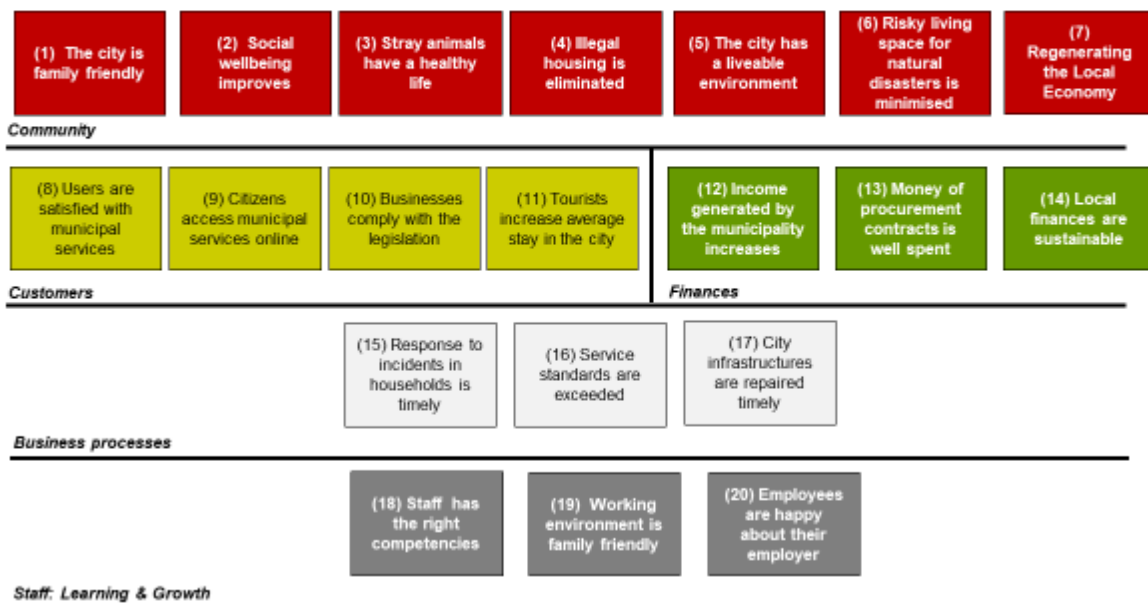 (1) The city is
family friendly
(2) Social
wellbeing
improves
(3) Stray animals
have a healthy
life
(4) Illegal
housing is
eliminated
(5) The city has
a liveable
environment
(6) Risky living
space for
natural
disasters is
minimised
(7)
Regenerating
the Local
Economy
Community
(8) Users are
satisfied with
municipal
services
(9) Citizens
access municipal
services online
(10) Businesses
comply with the
legislation
(11) Tourists
increase average
stay in the city
(12) Income
generated by
the municipality
increases
(13) Money of
procurement
contracts is
well spent
(14) Local
finances are
sustainable
Customers
Finances
(15) Response to
incidents in
households is
timely
(16) Service
standards are
exceeded
(17) City
infrastructures
are repaired
timely
Business processes
(18) Staff has
the right
competencies
(19) Working
environment is
family friendly
(20) Employees
are happy
about their
employer
Staff: Learning & Growth